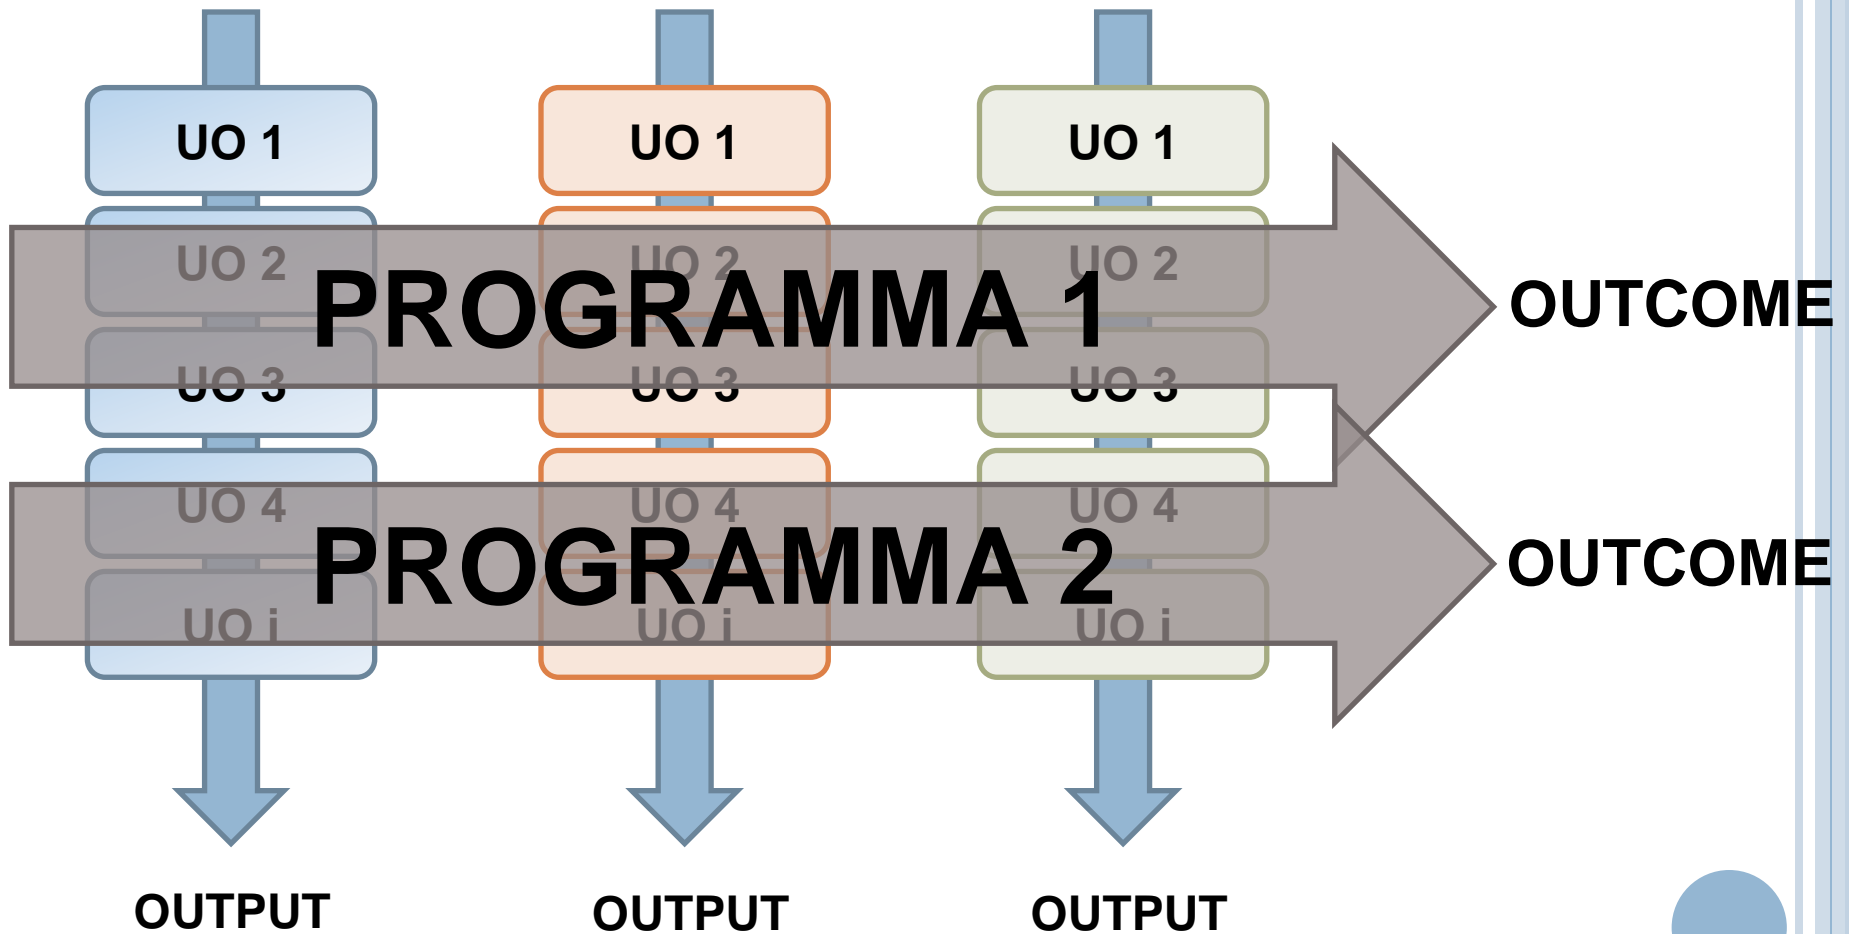 UO 1 UO 1 UO 1
UO 2 UO 2 UO 2
PROGRAMMA 1 OUTCOME
UO 3 UO 3 UO 3
UO 4 UO 4 UO 4
PROGRAMMA 2 OUTCOME
UO i UO i UO i
OUTPUT OUTPUT OUTPUT